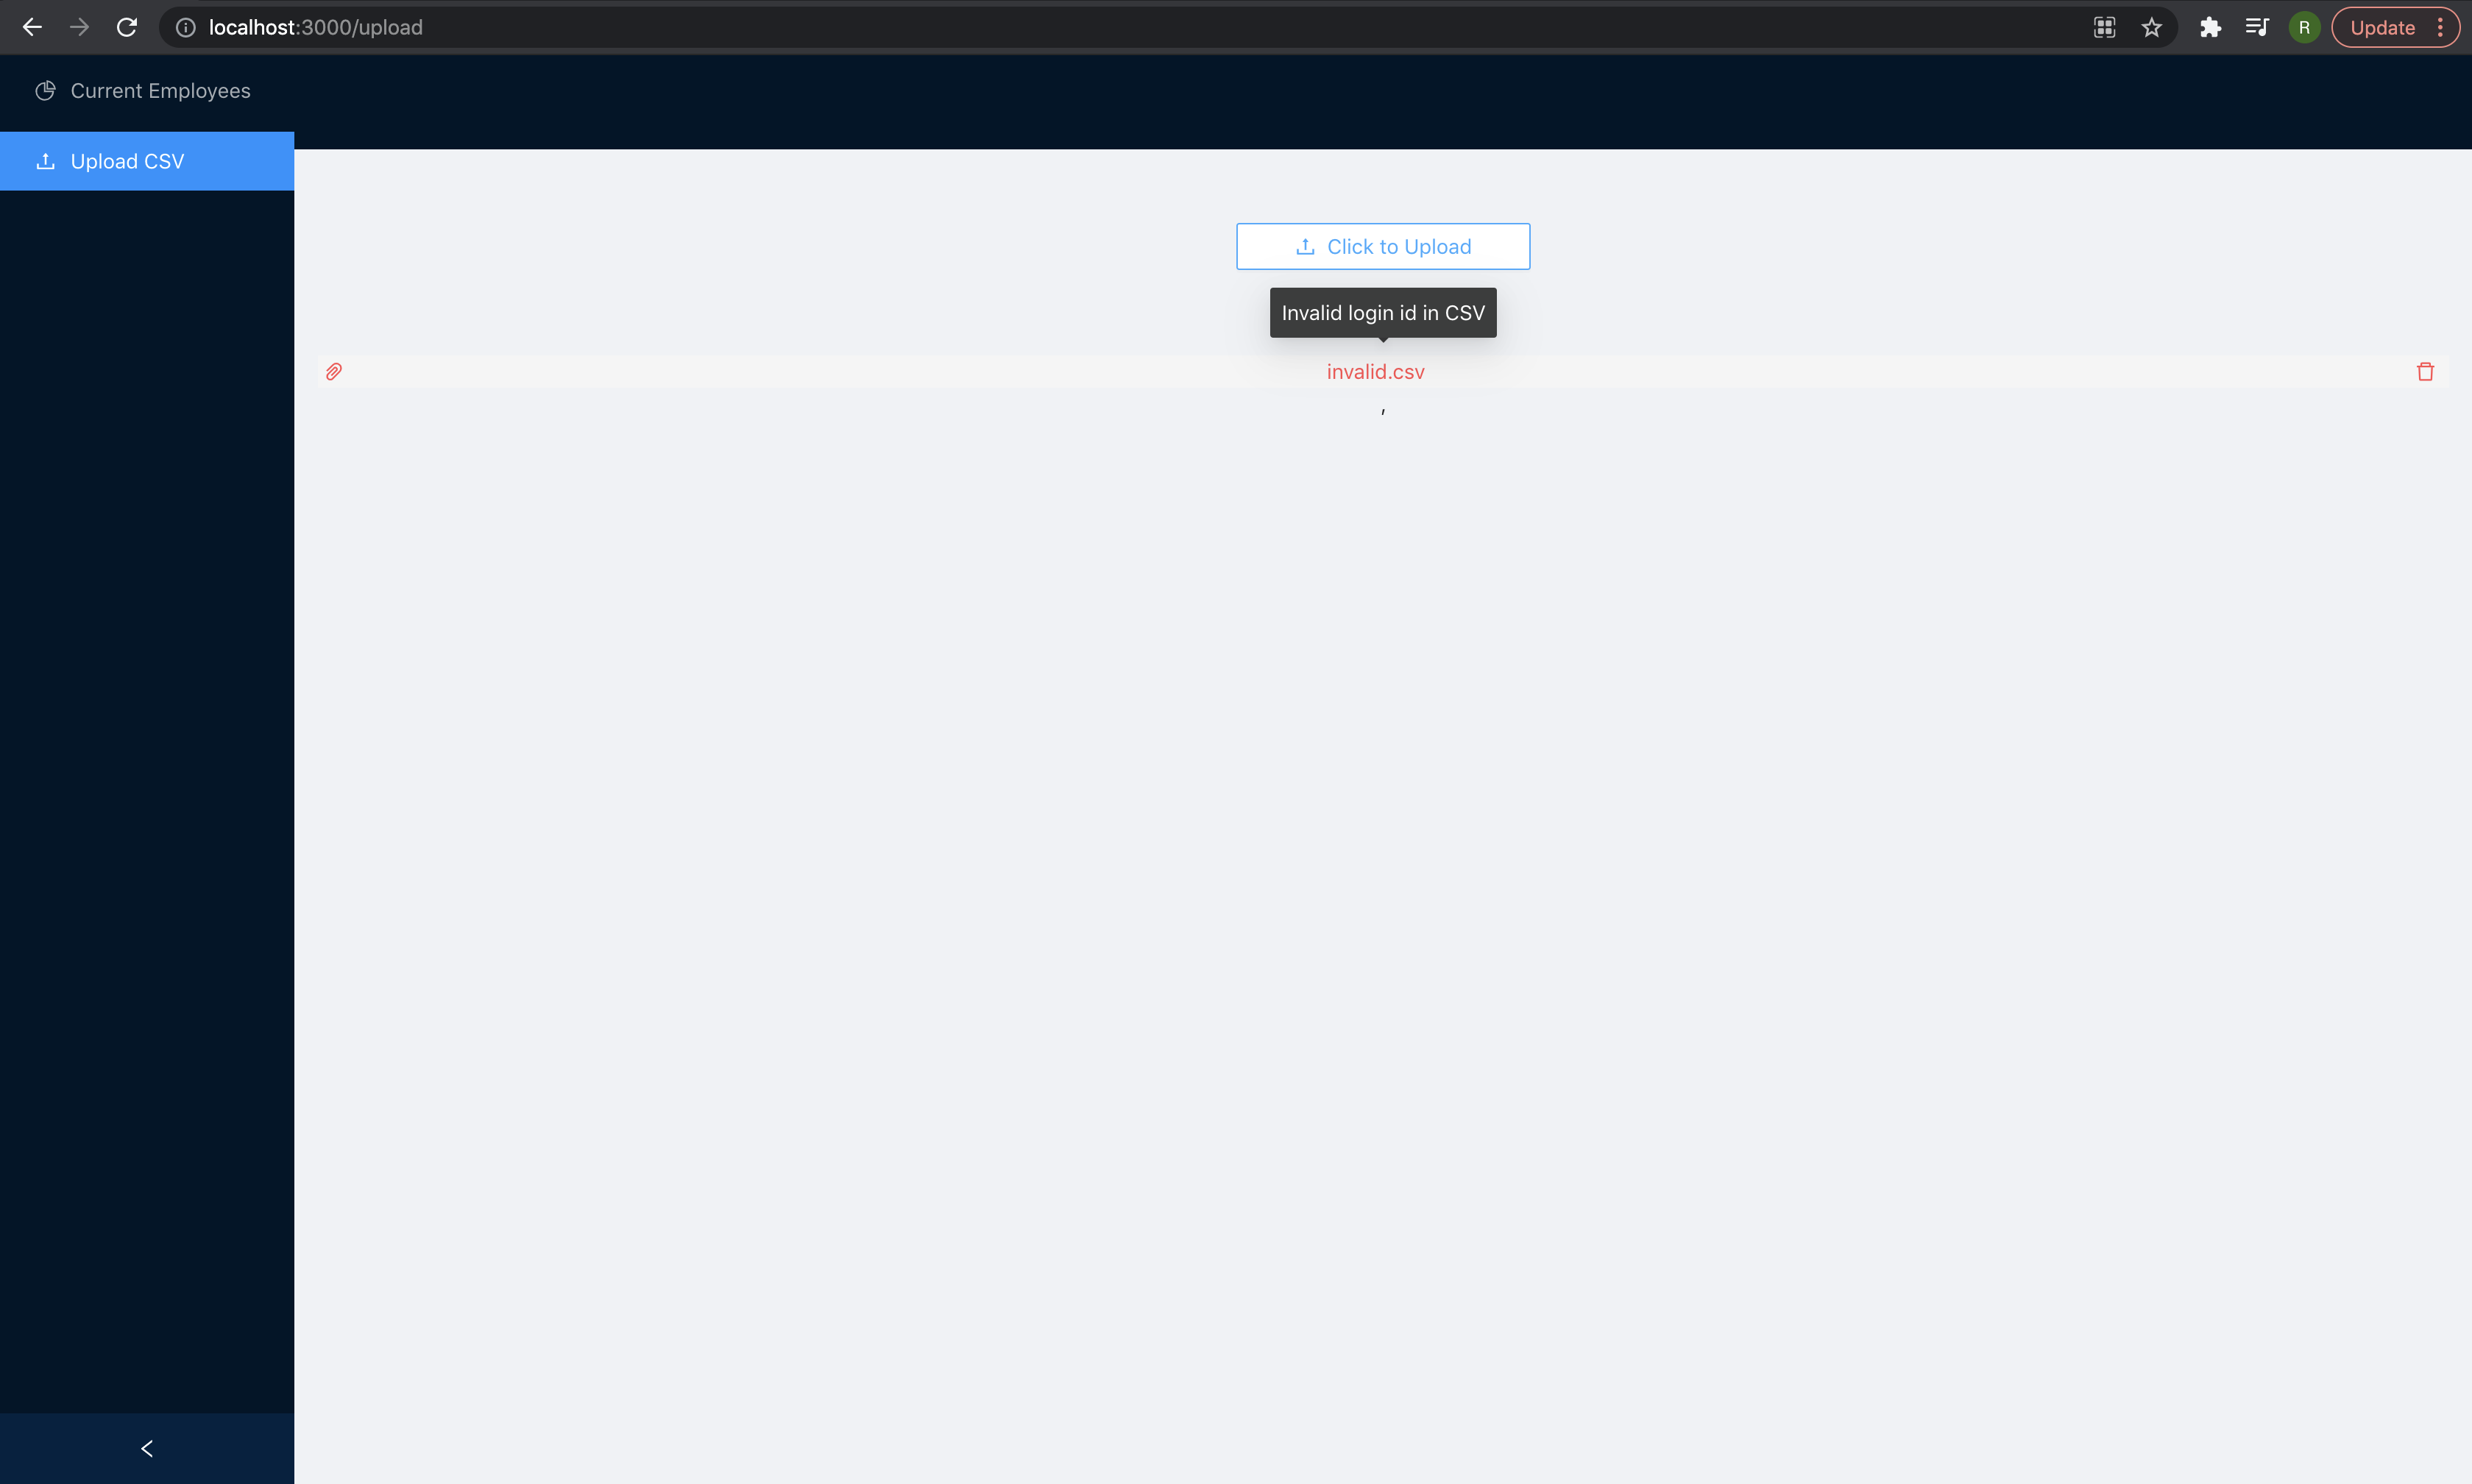 localhost:3000/upload
R
Update
Current Employees
Upload CSV
Click to Upload
Invalid login id in CSV
invalid.csv
,